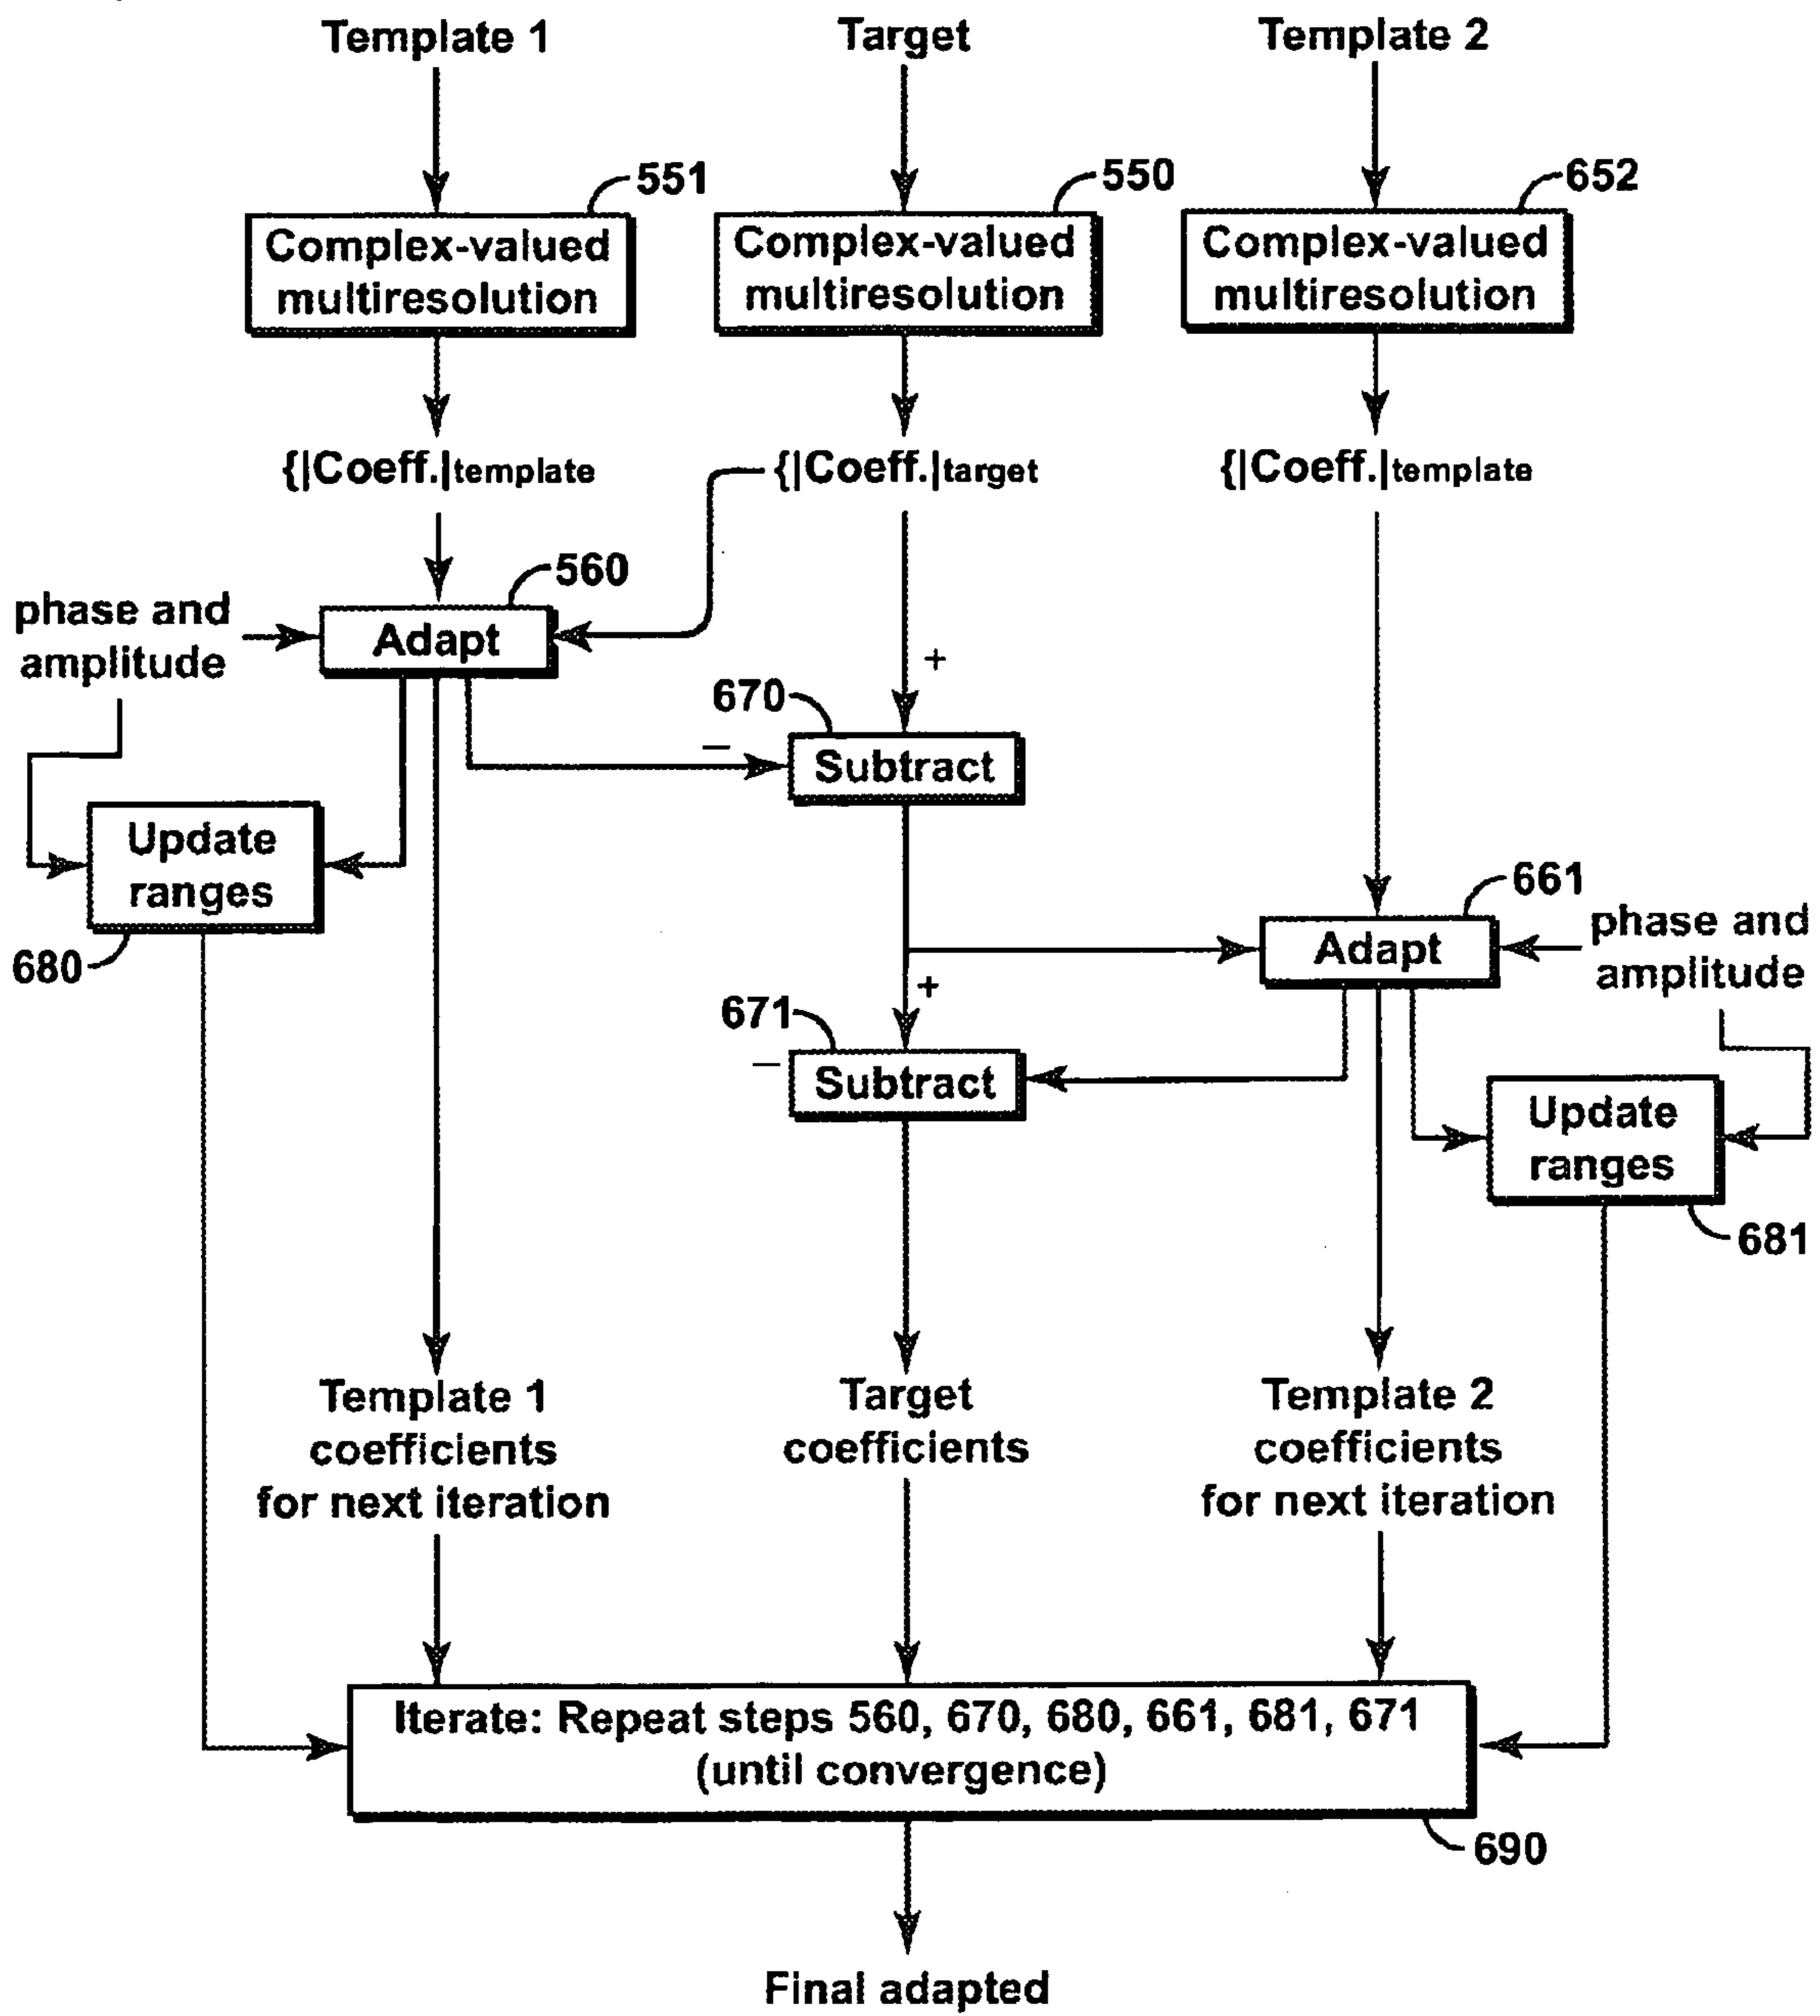 Template 1
Target
Template 2
551
550
652
Complex-valued
multiresolution
Complex-valued
multiresolution
Complex-valued
multiresolution
{|Coeff.|template
{|Coeff.|target
{|Coeff.|template
560
phase and
amplitude
Adapt
+
670
−
Subtract
Update
ranges
680
661
Adapt
phase and
amplitude
+
671
−
Subtract
Update
ranges
681
Template 1
coefficients
for next iteration
Target
coefficients
Template 2
coefficients
for next iteration
Iterate: Repeat steps 560, 670, 680, 661, 681, 671
(until convergence)
690
Final adapted